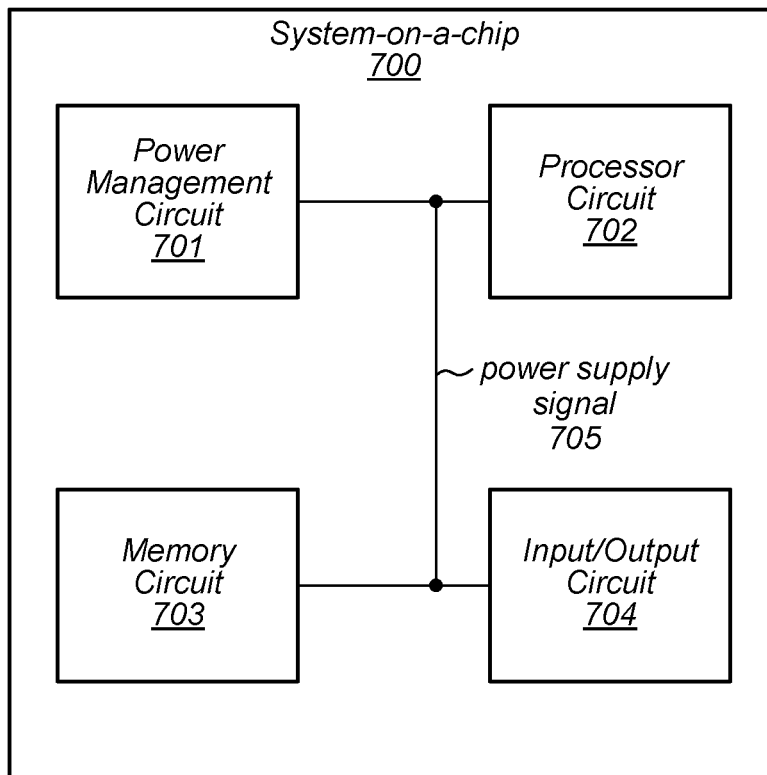 System-on-a-chip
700
Power
Management
Circuit
701
Processor
Circuit
702
power supply
signal
705
Memory
Circuit
703
Input/Output
Circuit
704